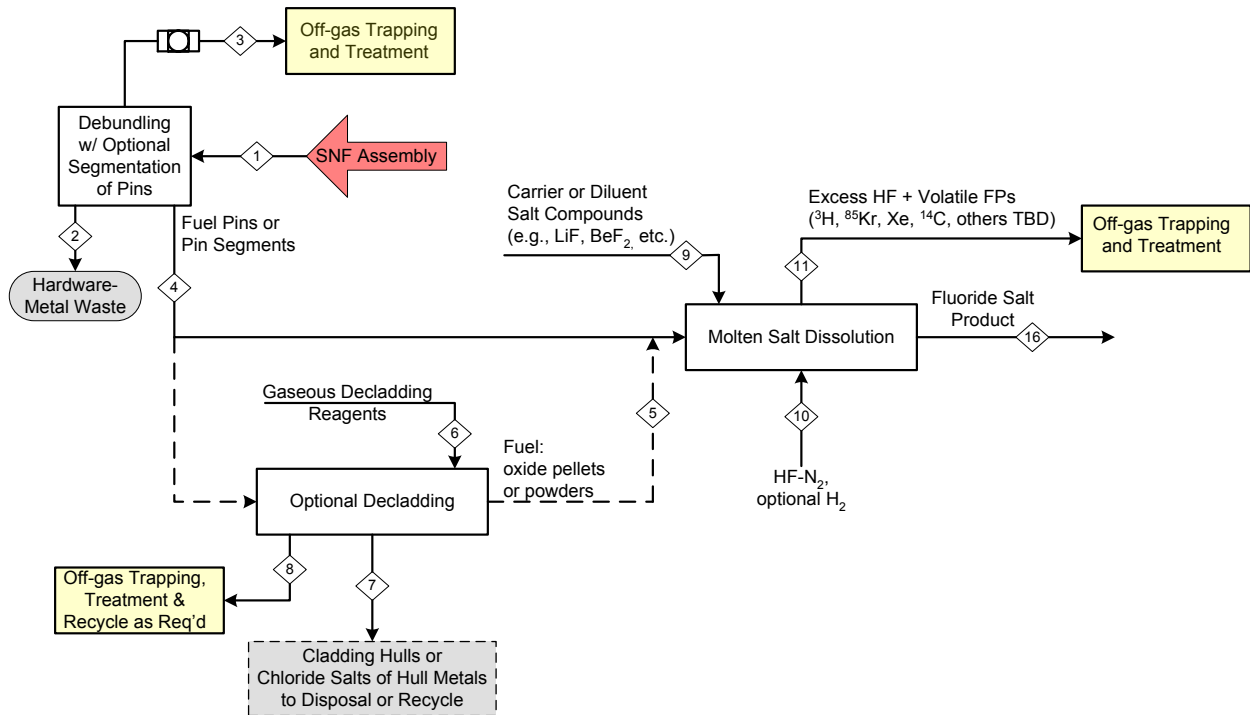 3
Off-gas Trapping
and Treatment
Debundling
w/ Optional
Segmentation
of Pins
1
SNF Assembly
2
Fuel Pins or
Pin Segments
Hardware-
Metal Waste
4
Carrier or Diluent
Salt Compounds
(e.g., LiF, BeF₂, etc.)
9
Excess HF + Volatile FPs
(³H, ⁸⁵Kr, Xe, ¹⁴C, others TBD)
11
Off-gas Trapping
and Treatment
Molten Salt Dissolution
Fluoride Salt
Product
16
10
HF-N₂,
optional H₂
Gaseous Decladding
Reagents
6
5
Fuel:
oxide pellets
or powders
Optional Decladding
8
7
Off-gas Trapping,
Treatment &
Recycle as Req'd
Cladding Hulls or
Chloride Salts of Hull Metals
to Disposal or Recycle